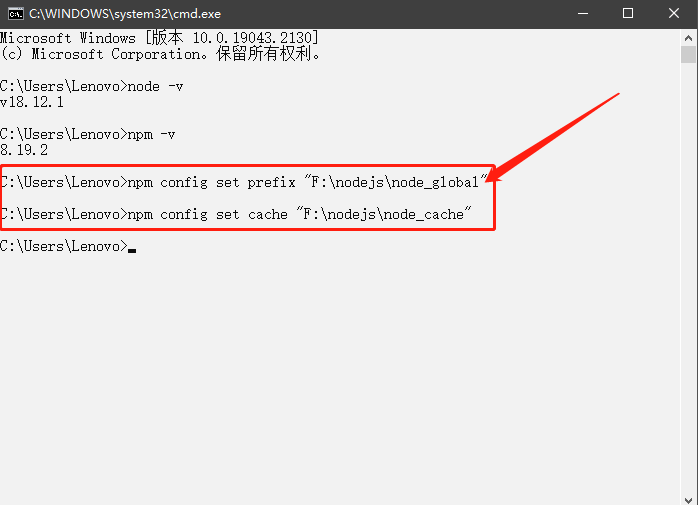 C:\WINDOWS\system32\cmd.exe
Microsoft Windows [版本 10.0.19043.2130]
(c) Microsoft Corporation。保留所有权利。
C:\Users\Lenovo>node -v
v18.12.1
C:\Users\Lenovo>npm -v
8.19.2
C:\Users\Lenovo>npm config set prefix "F:\nodejs\node_global"
C:\Users\Lenovo>npm config set cache "F:\nodejs\node_cache"
C:\Users\Lenovo>